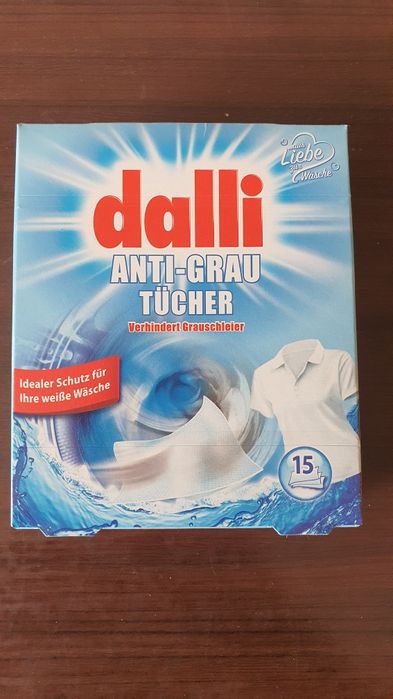 aus
Liebe
zur
Wäsche
dalli
ANTI-GRAU
TÜCHER
Verhindert Grauschleier
Idealer Schutz für
Ihre weiße Wäsche
15